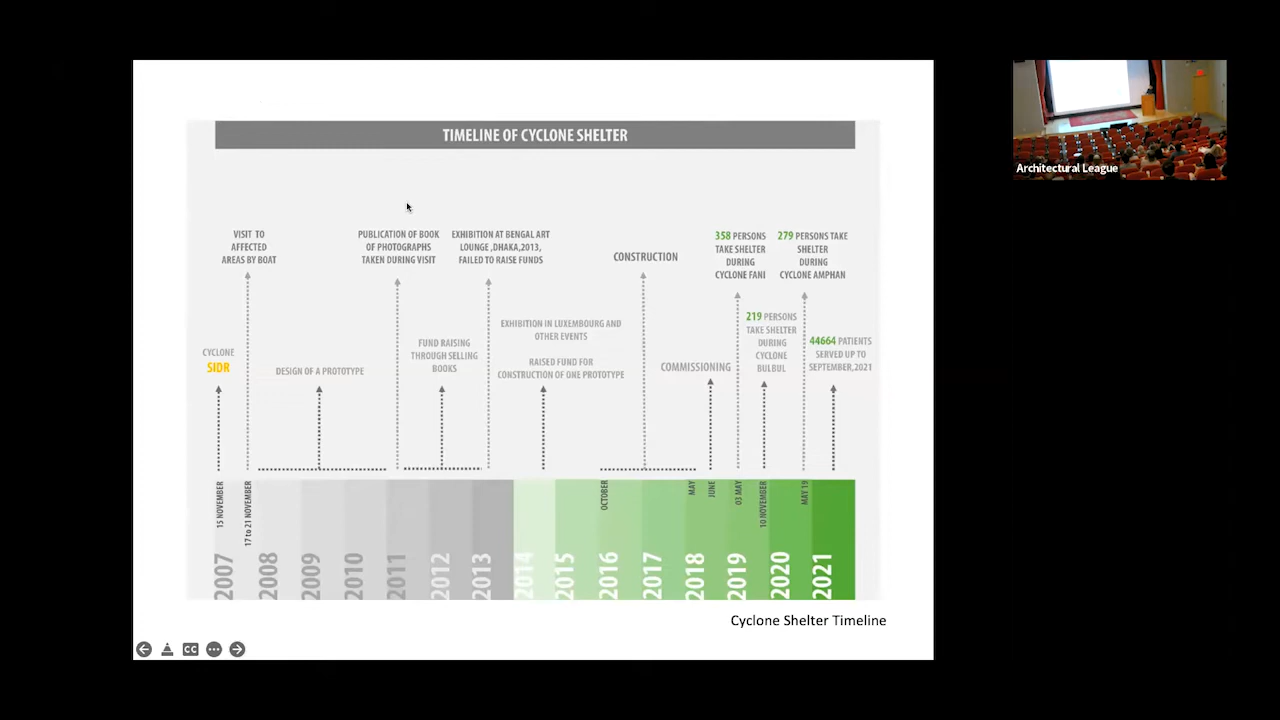 TIMELINE OF CYCLONE SHELTER
VISIT TO
AFFECTED
AREAS BY BOAT
PUBLICATION OF BOOK
OF PHOTOGRAPHS
TAKEN DURING VISIT
EXHIBITION AT BENGAL ART
LOUNGE ,DHAKA,2013,
FAILED TO RAISE FUNDS
CONSTRUCTION
358 PERSONS
TAKE SHELTER
DURING
CYCLONE FANI
279 PERSONS TAKE
SHELTER
DURING
CYCLONE AMPHAN
CYCLONE
SIDR
DESIGN OF A PROTOTYPE
FUND RAISING
THROUGH SELLING
BOOKS
EXHIBITION IN LUXEMBOURG AND
OTHER EVENTS
RAISED FUND FOR
CONSTRUCTION OF ONE PROTOTYPE
COMMISSIONING
219 PERSONS
TAKE SHELTER
DURING
CYCLONE
BULBUL
44664 PATIENTS
SERVED UP TO
SEPTEMBER,2021
15 NOVEMBER
17 to 21 NOVEMBER
OCTOBER
MAY
JUNE
03 MAY
10 NOVEMBER
MAY 19
2007
2008
2009
2010
2011
2012
2013
2014
2015
2016
2017
2018
2019
2020
2021
Cyclone Shelter Timeline
CC
Architectural League